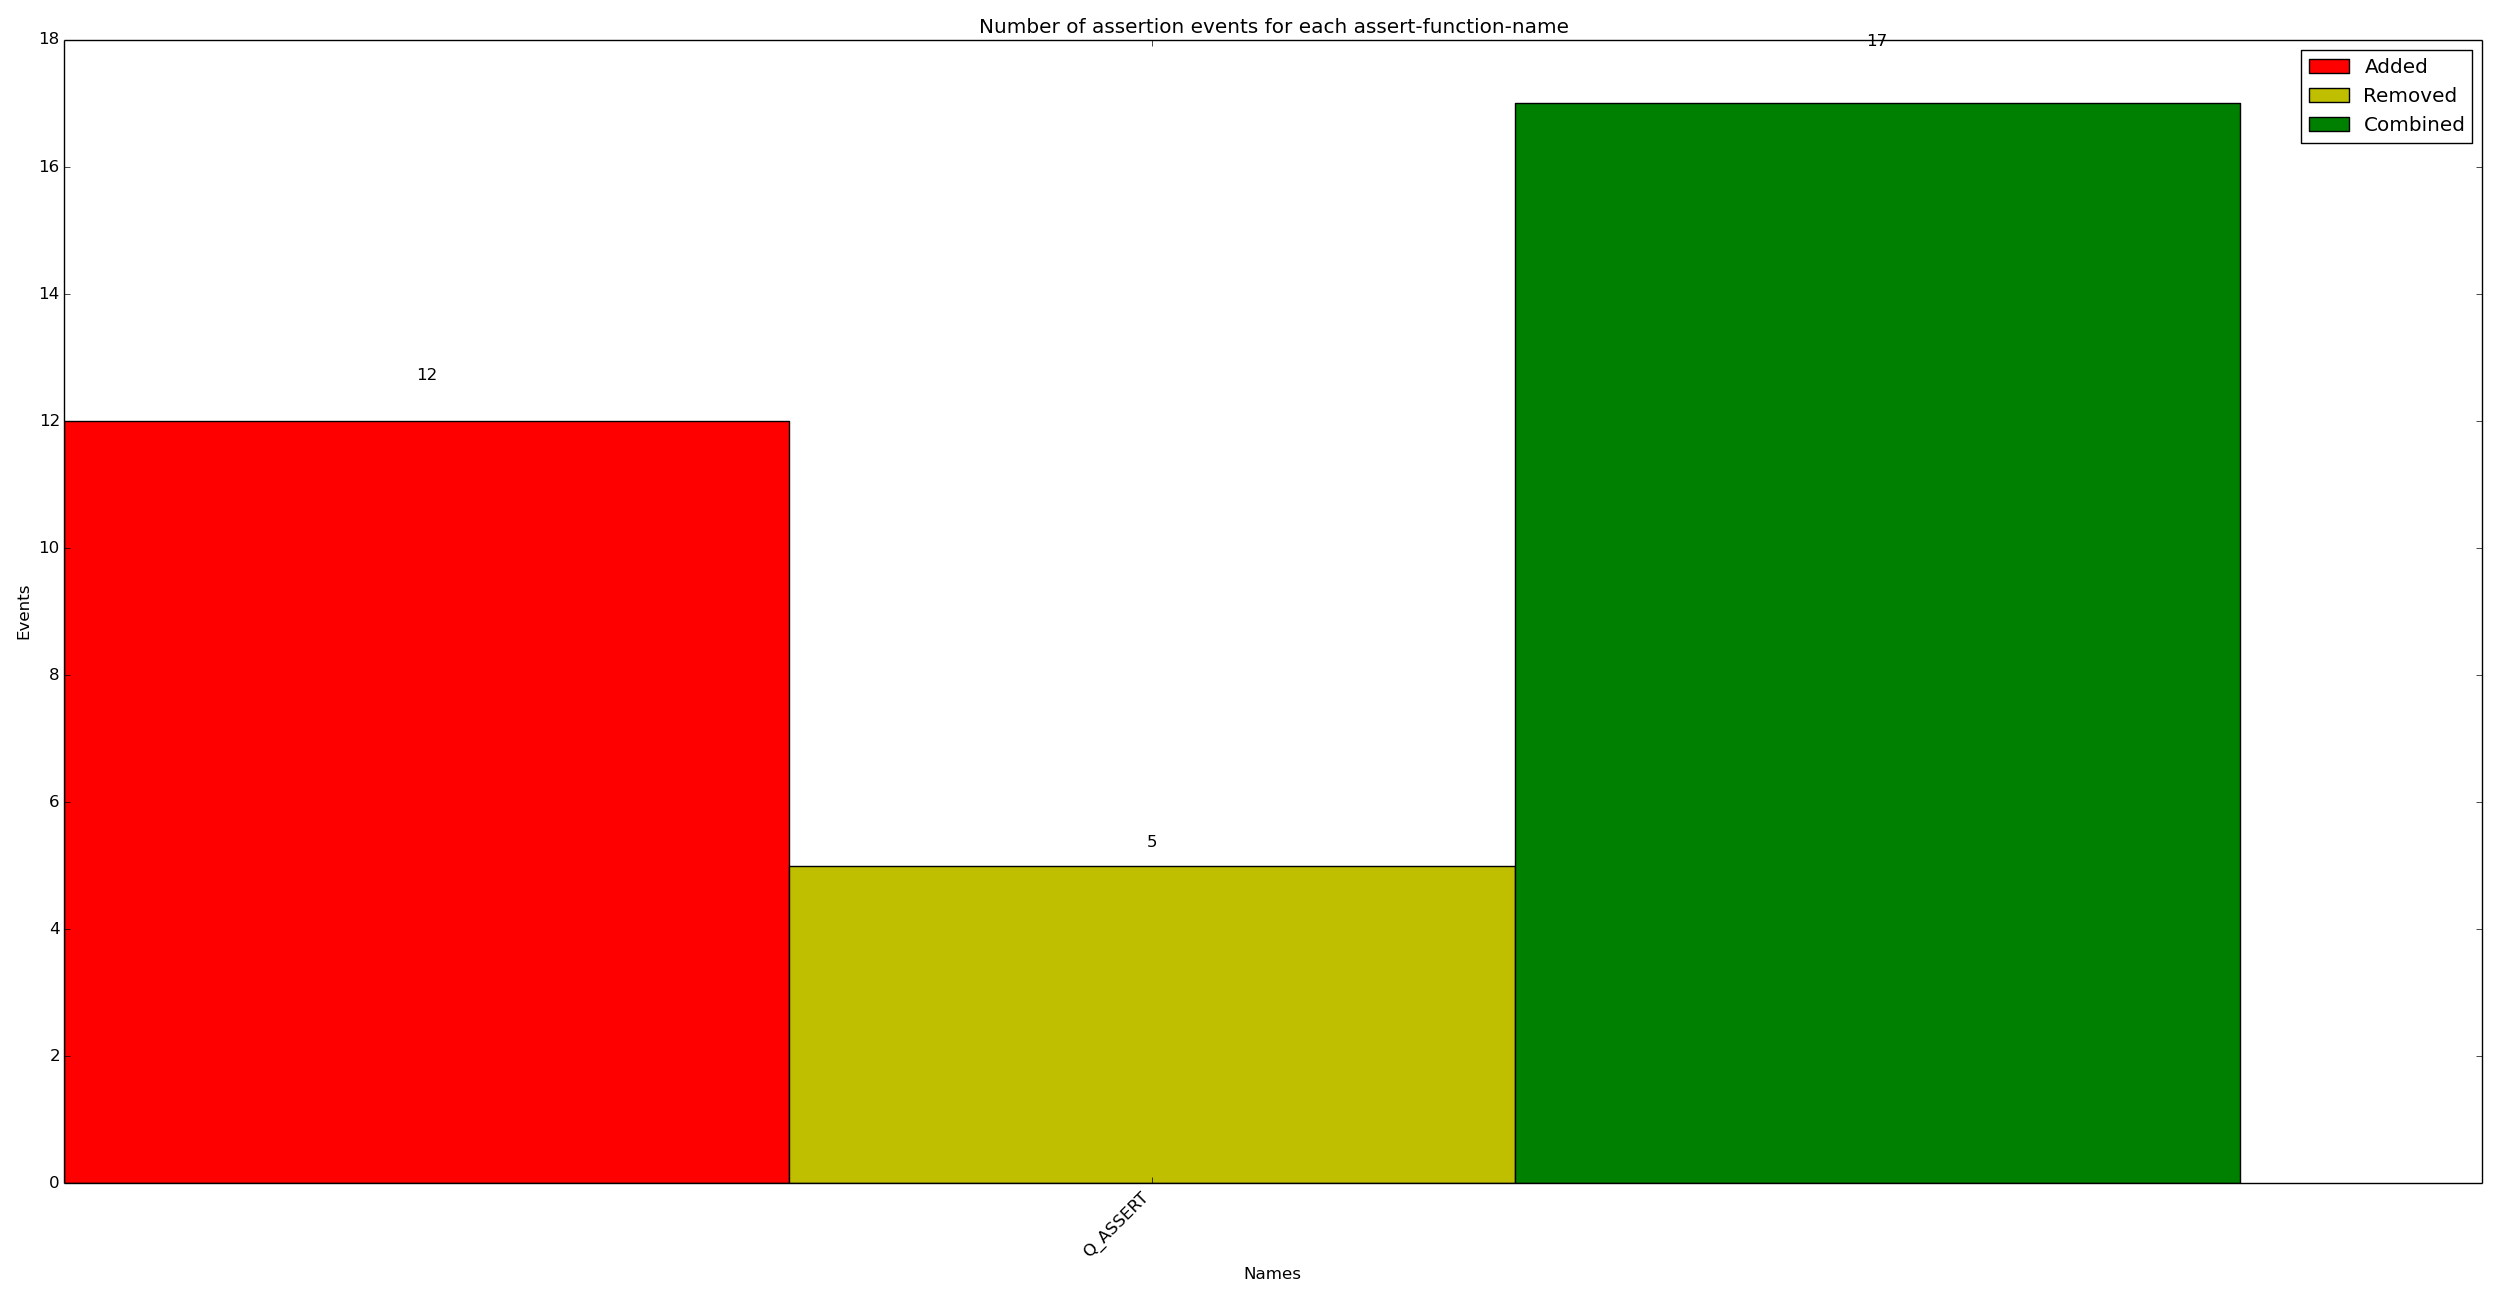 Number of assertion events for each assert-function-name
18
17
Added
Removed
Combined
16
14
12
12
10
Events
8
6
5
4
2
0
Q_ASSERT
Names